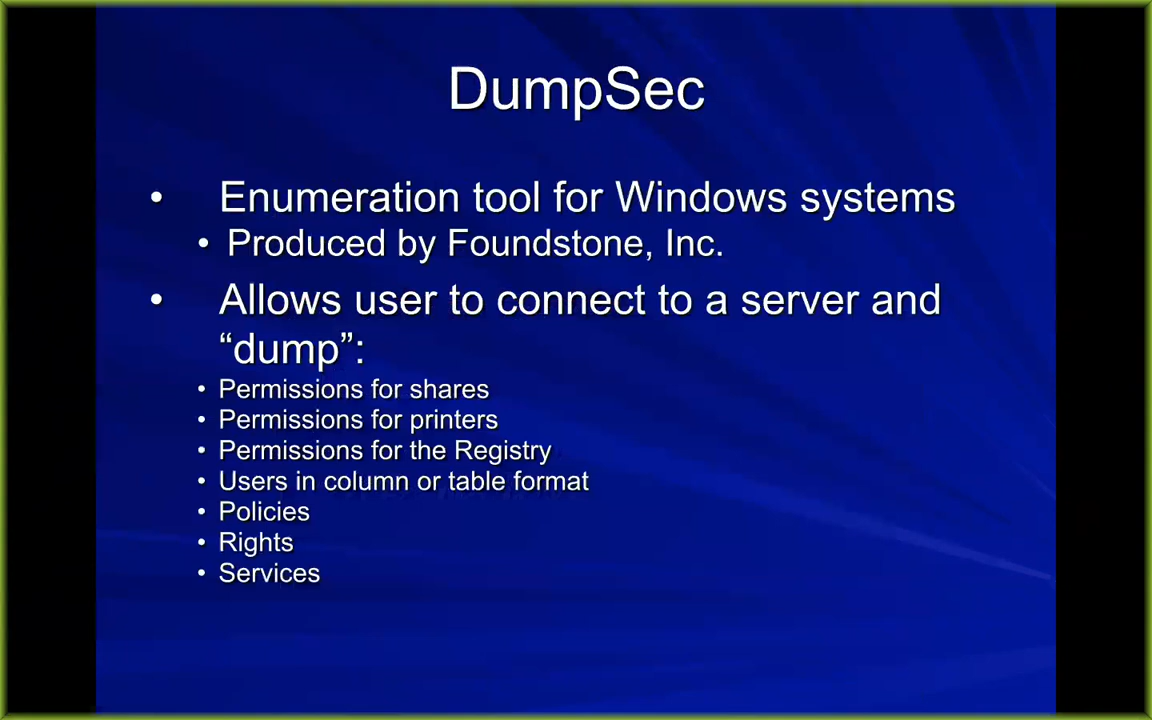 DumpSec
• Enumeration tool for Windows systems
• Produced by Foundstone, Inc.
• Allows user to connect to a server and
“dump”:
• Permissions for shares
• Permissions for printers
• Permissions for the Registry
• Users in column or table format
• Policies
• Rights
• Services